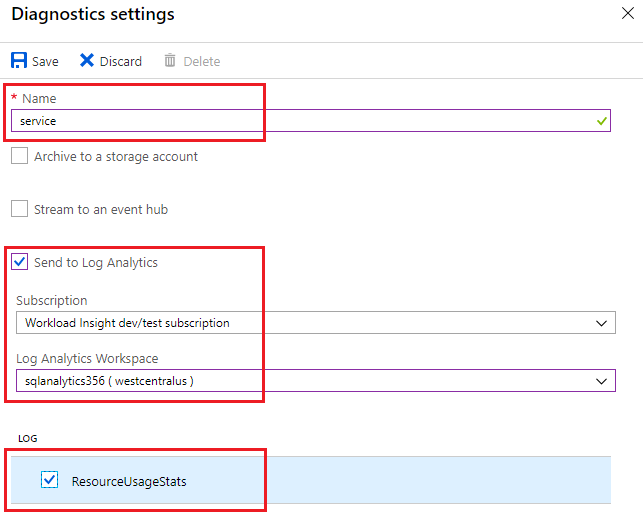 Diagnostics settings
Save Discard Delete
* Name
service
Archive to a storage account
Stream to an event hub
Send to Log Analytics
Subscription
Workload Insight dev/test subscription
Log Analytics Workspace
sqlanalytics356 ( westcentralus )
LOG
ResourceUsageStats